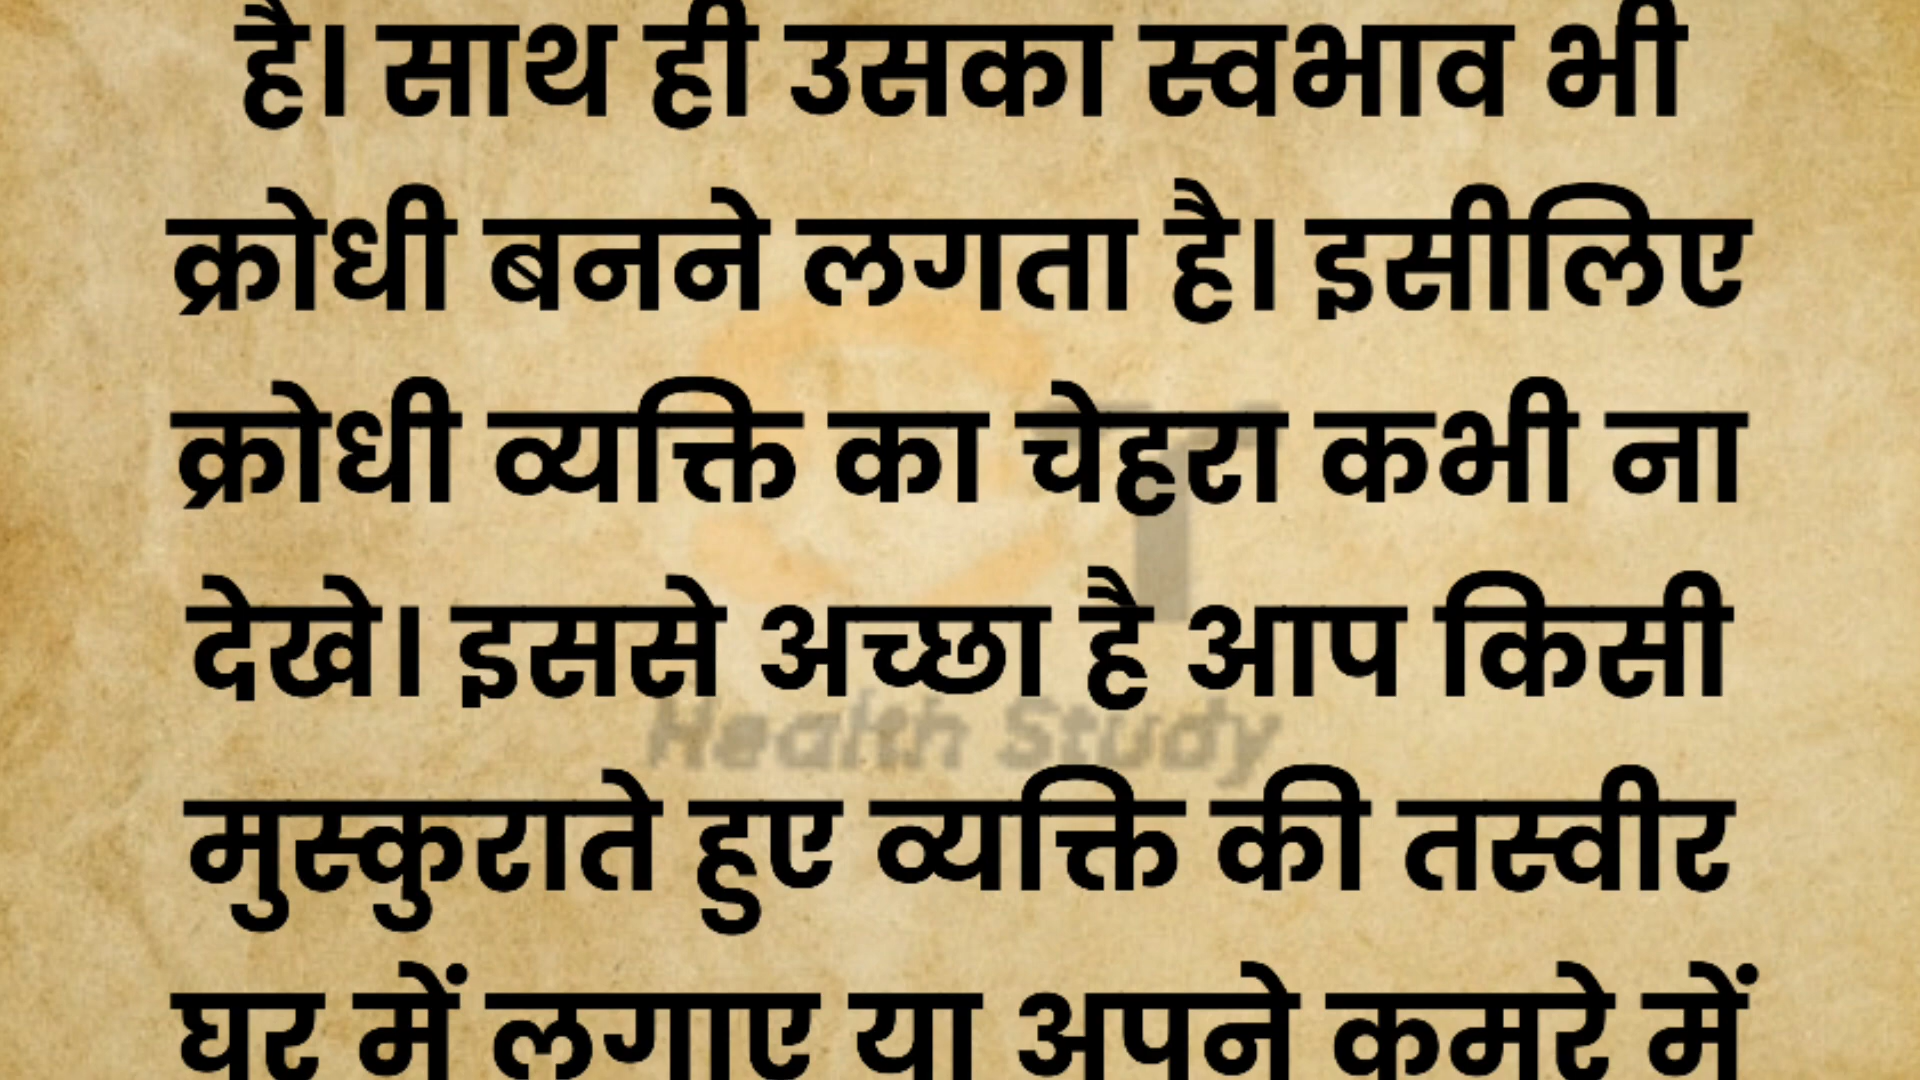 है। साथ ही उसका स्वभाव भी
क्रोधी बनने लगता है। इसीलिए
क्रोधी व्यक्ति का चेहरा कभी ना
देखे। इससे अच्छा है आप किसी
Health Study
मुस्कुराते हुए व्यक्ति की तस्वीर
घर में लगाए या अपने कमरे में